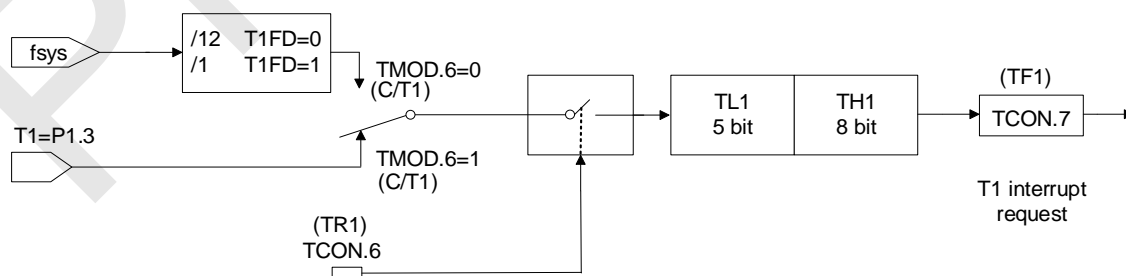 /12 T1FD=0
/1 T1FD=1
fsys
TMOD.6=0
(C/T1)
T1=P1.3
TMOD.6=1
(C/T1)
(TR1)
TCON.6
TL1
5 bit
TH1
8 bit
(TF1)
TCON.7
T1 interrupt
request